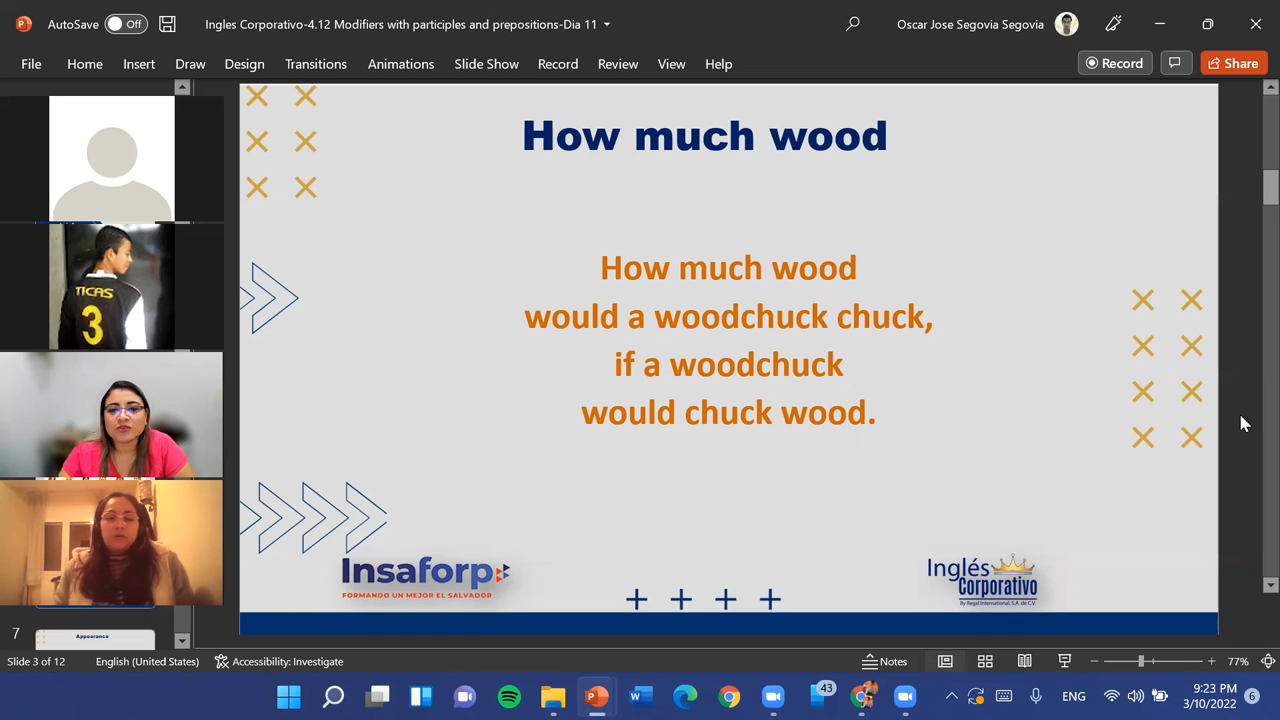 AutoSave Off
Ingles Corporativo-4.12 Modifiers with participles and prepositions-Dia 11
Oscar Jose Segovia Segovia
File Home Insert Draw Design Transitions Animations Slide Show Record Review View Help
Record
Share
TICAS
3
How much wood
How much wood
would a woodchuck chuck,
if a woodchuck
would chuck wood.
Insaforp
FORMANDO UN MEJOR EL SALVADOR
Inglés
Corporativo
By Regal International, S.A. de C.V.
7
Appearance
Slide 3 of 12 English (United States) Accessibility: Investigate Notes 77%
43
ENG
9:23 PM
3/10/2022
6